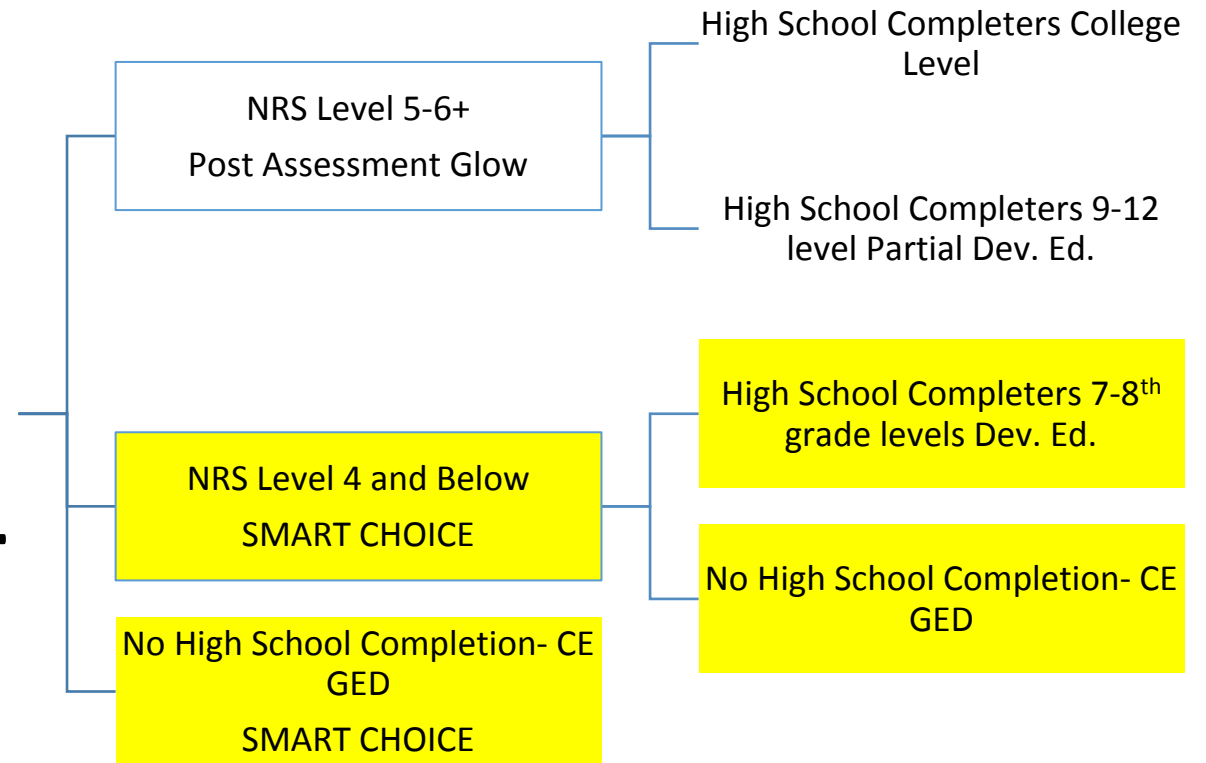 High School Completers College
Level
NRS Level 5-6+
Post Assessment Glow
High School Completers 9-12
level Partial Dev. Ed.
High School Completers 7-8th
grade levels Dev. Ed.
NRS Level 4 and Below
SMART CHOICE
No High School Completion- CE
GED
No High School Completion- CE
GED
SMART CHOICE